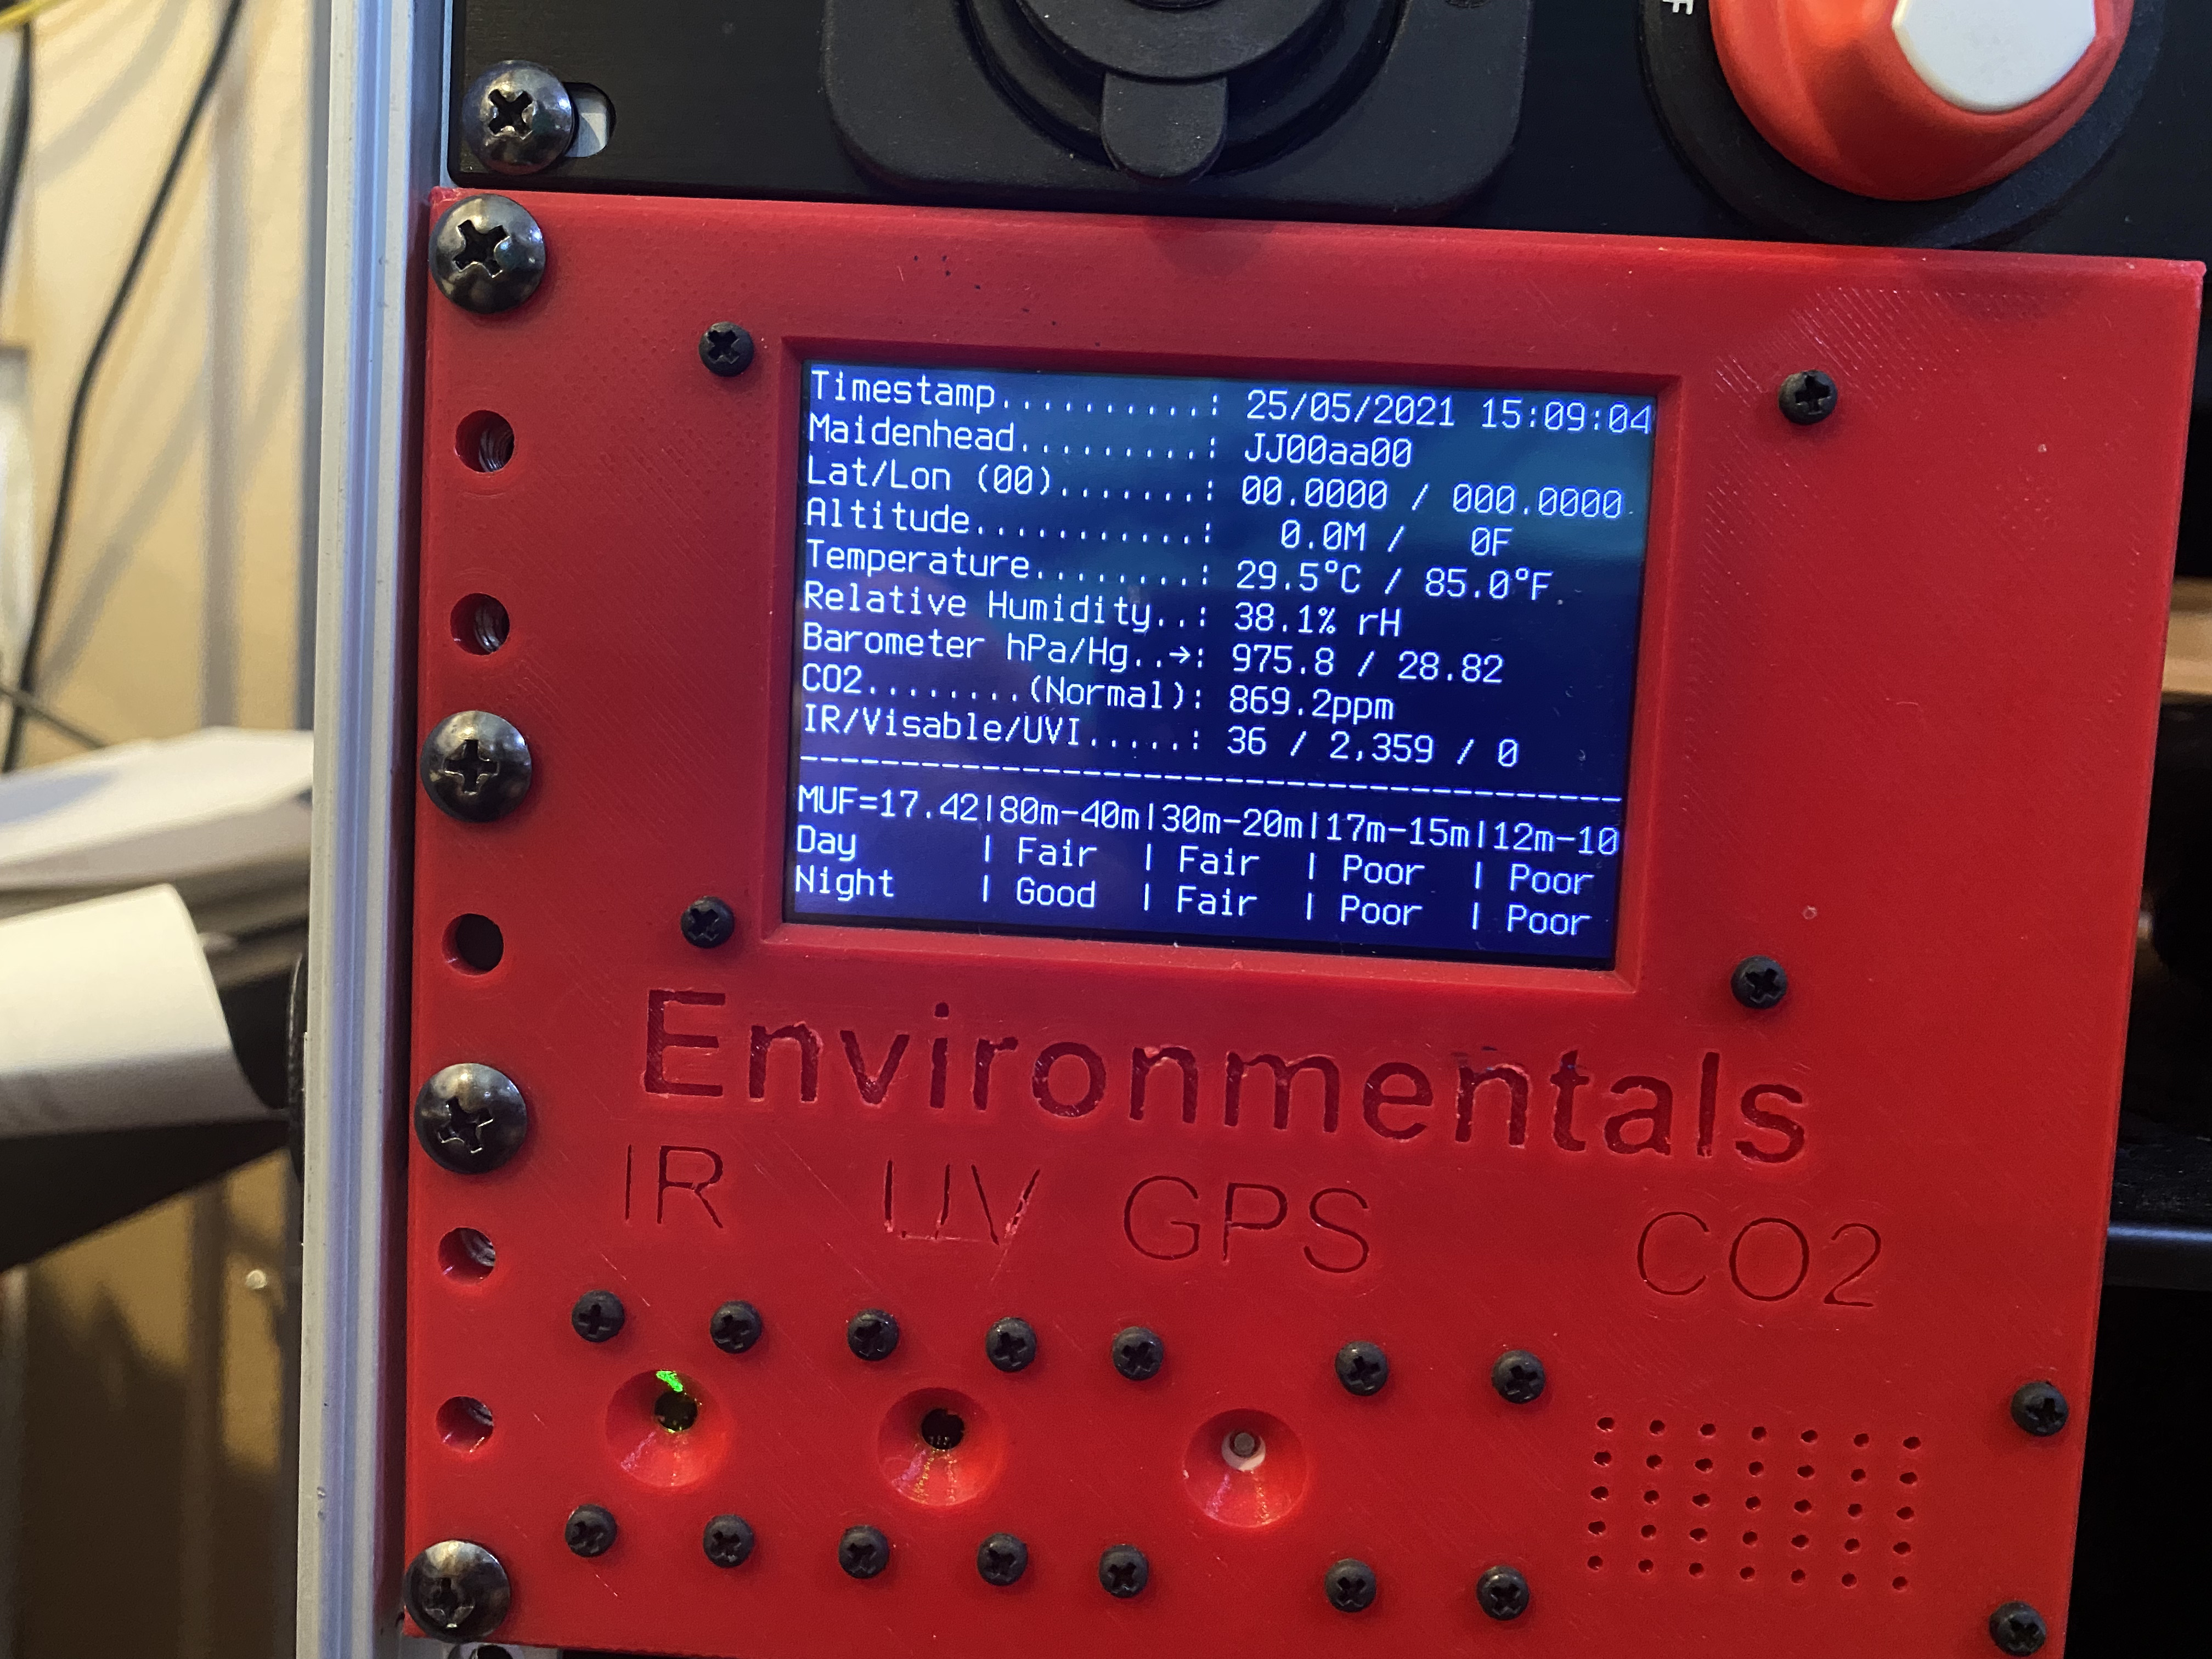 Timestamp..........: 25/05/2021 15:09:04
Maidenhead.........: JJ00aa00
Lat/Lon (00).......: 00.0000 / 000.0000
Altitude...........: 0.0M / 0F
Temperature........: 29.5°C / 85.0°F
Relative Humidity..: 38.1% rH
Barometer hPa/Hg..→: 975.8 / 28.82
CO2........(Normal): 869.2ppm
IR/Visable/UVI.....: 36 / 2,359 / 0
---------------------------------------
MUF=17.42|80m-40m|30m-20m|17m-15m|12m-10
Day | Fair | Fair | Poor | Poor
Night | Good | Fair | Poor | Poor
Environmentals
IR UV GPS CO2